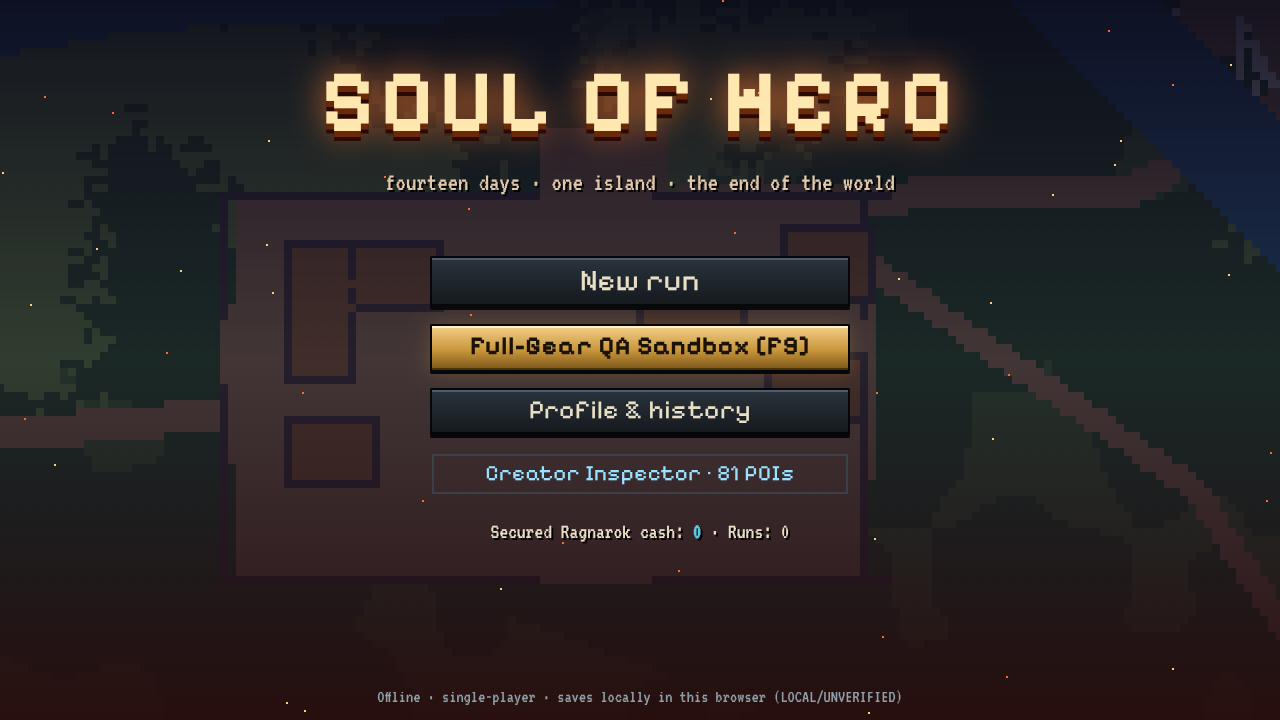 SOUL OF HERO
fourteen days · one island · the end of the world
New run
Full-Gear QA Sandbox (F9)
Profile & history
Creator Inspector · 81 POIs
Secured Ragnarok cash: 0 · Runs: 0
Offline · single-player · saves locally in this browser (LOCAL/UNVERIFIED)